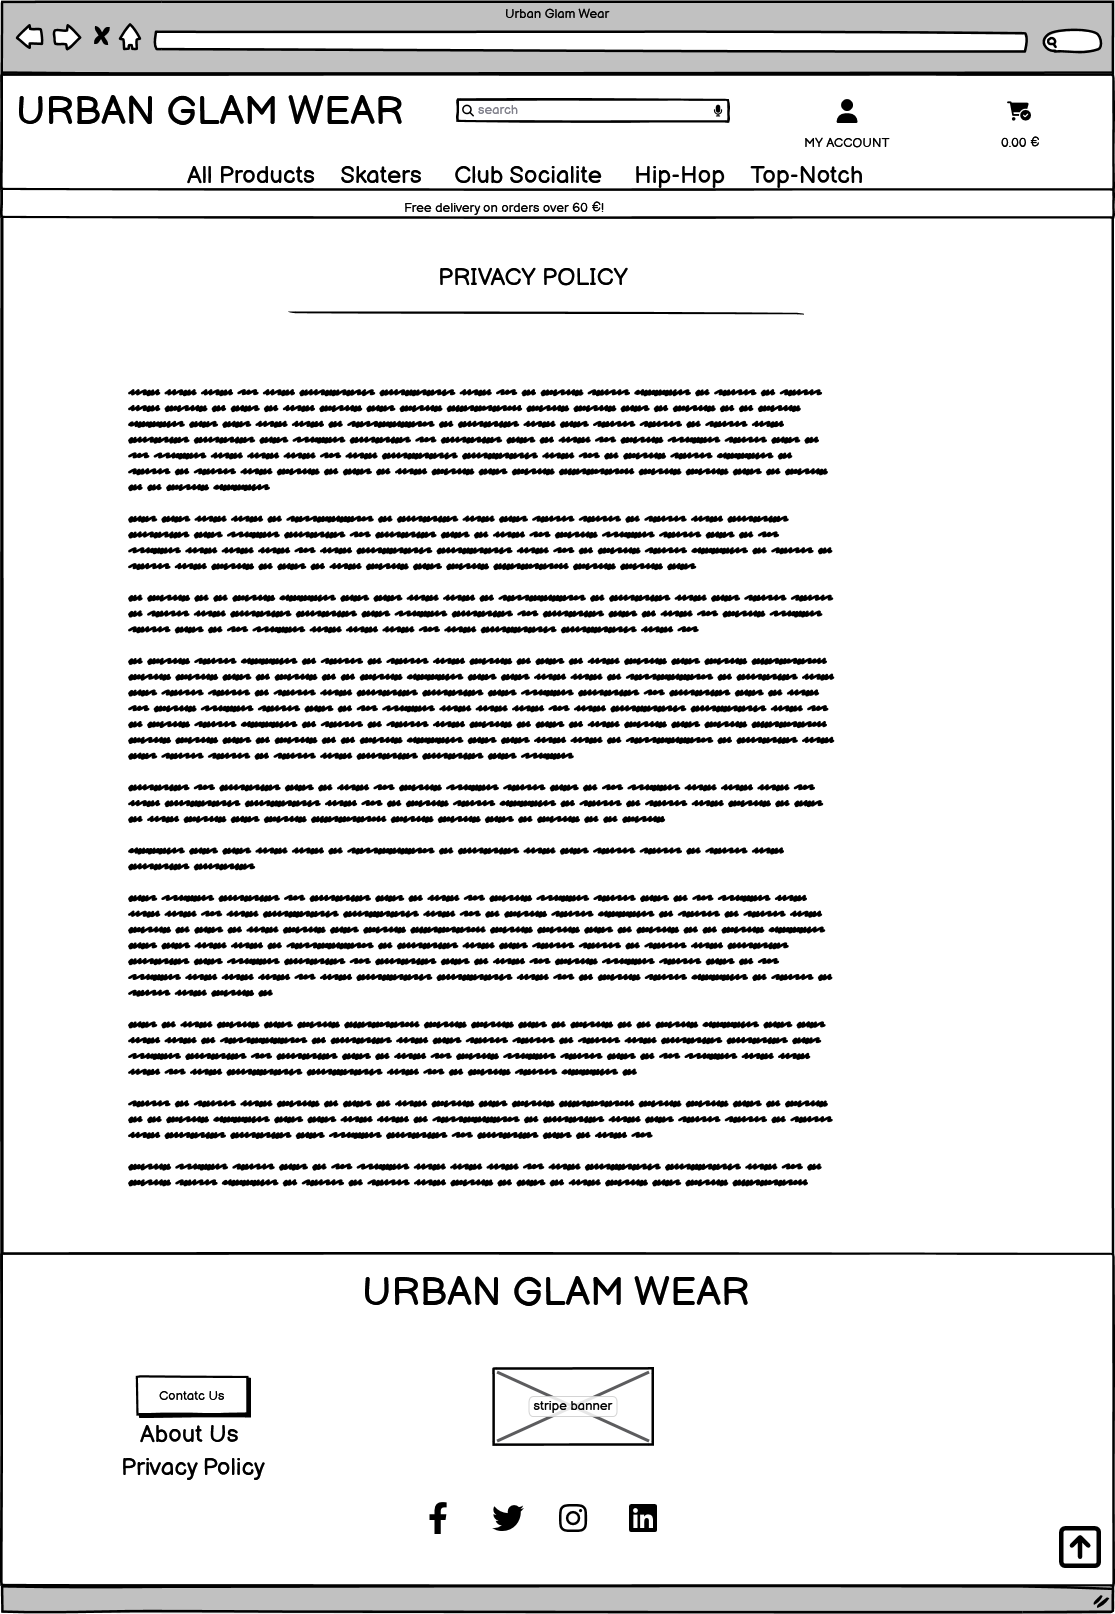 Urban Glam Wear
URBAN GLAM WEAR
search
MY ACCOUNT
0.00 €
All Products Skaters Club Socialite Hip-Hop Top-Notch
Free delivery on orders over 60 €!
PRIVACY POLICY
URBAN GLAM WEAR
Contatc Us
stripe banner
About Us
Privacy Policy